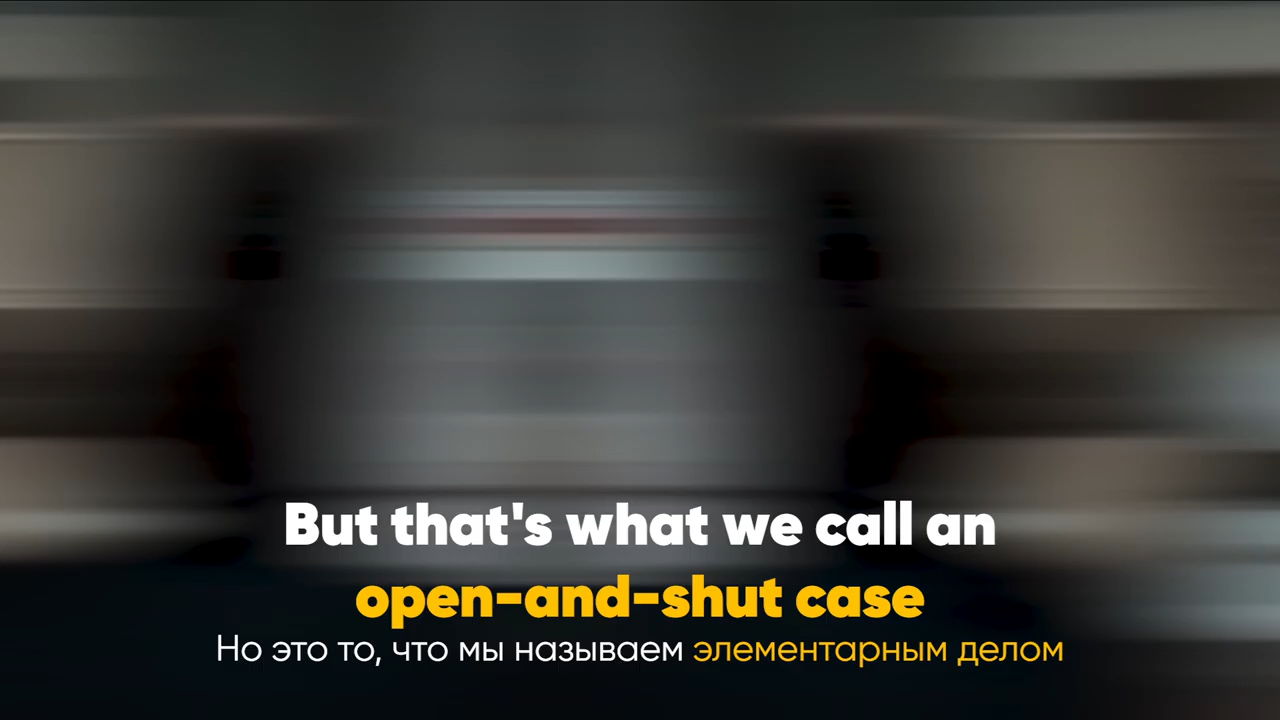 But that's what we call an
open-and-shut case
Но это то, что мы называем элементарным делом